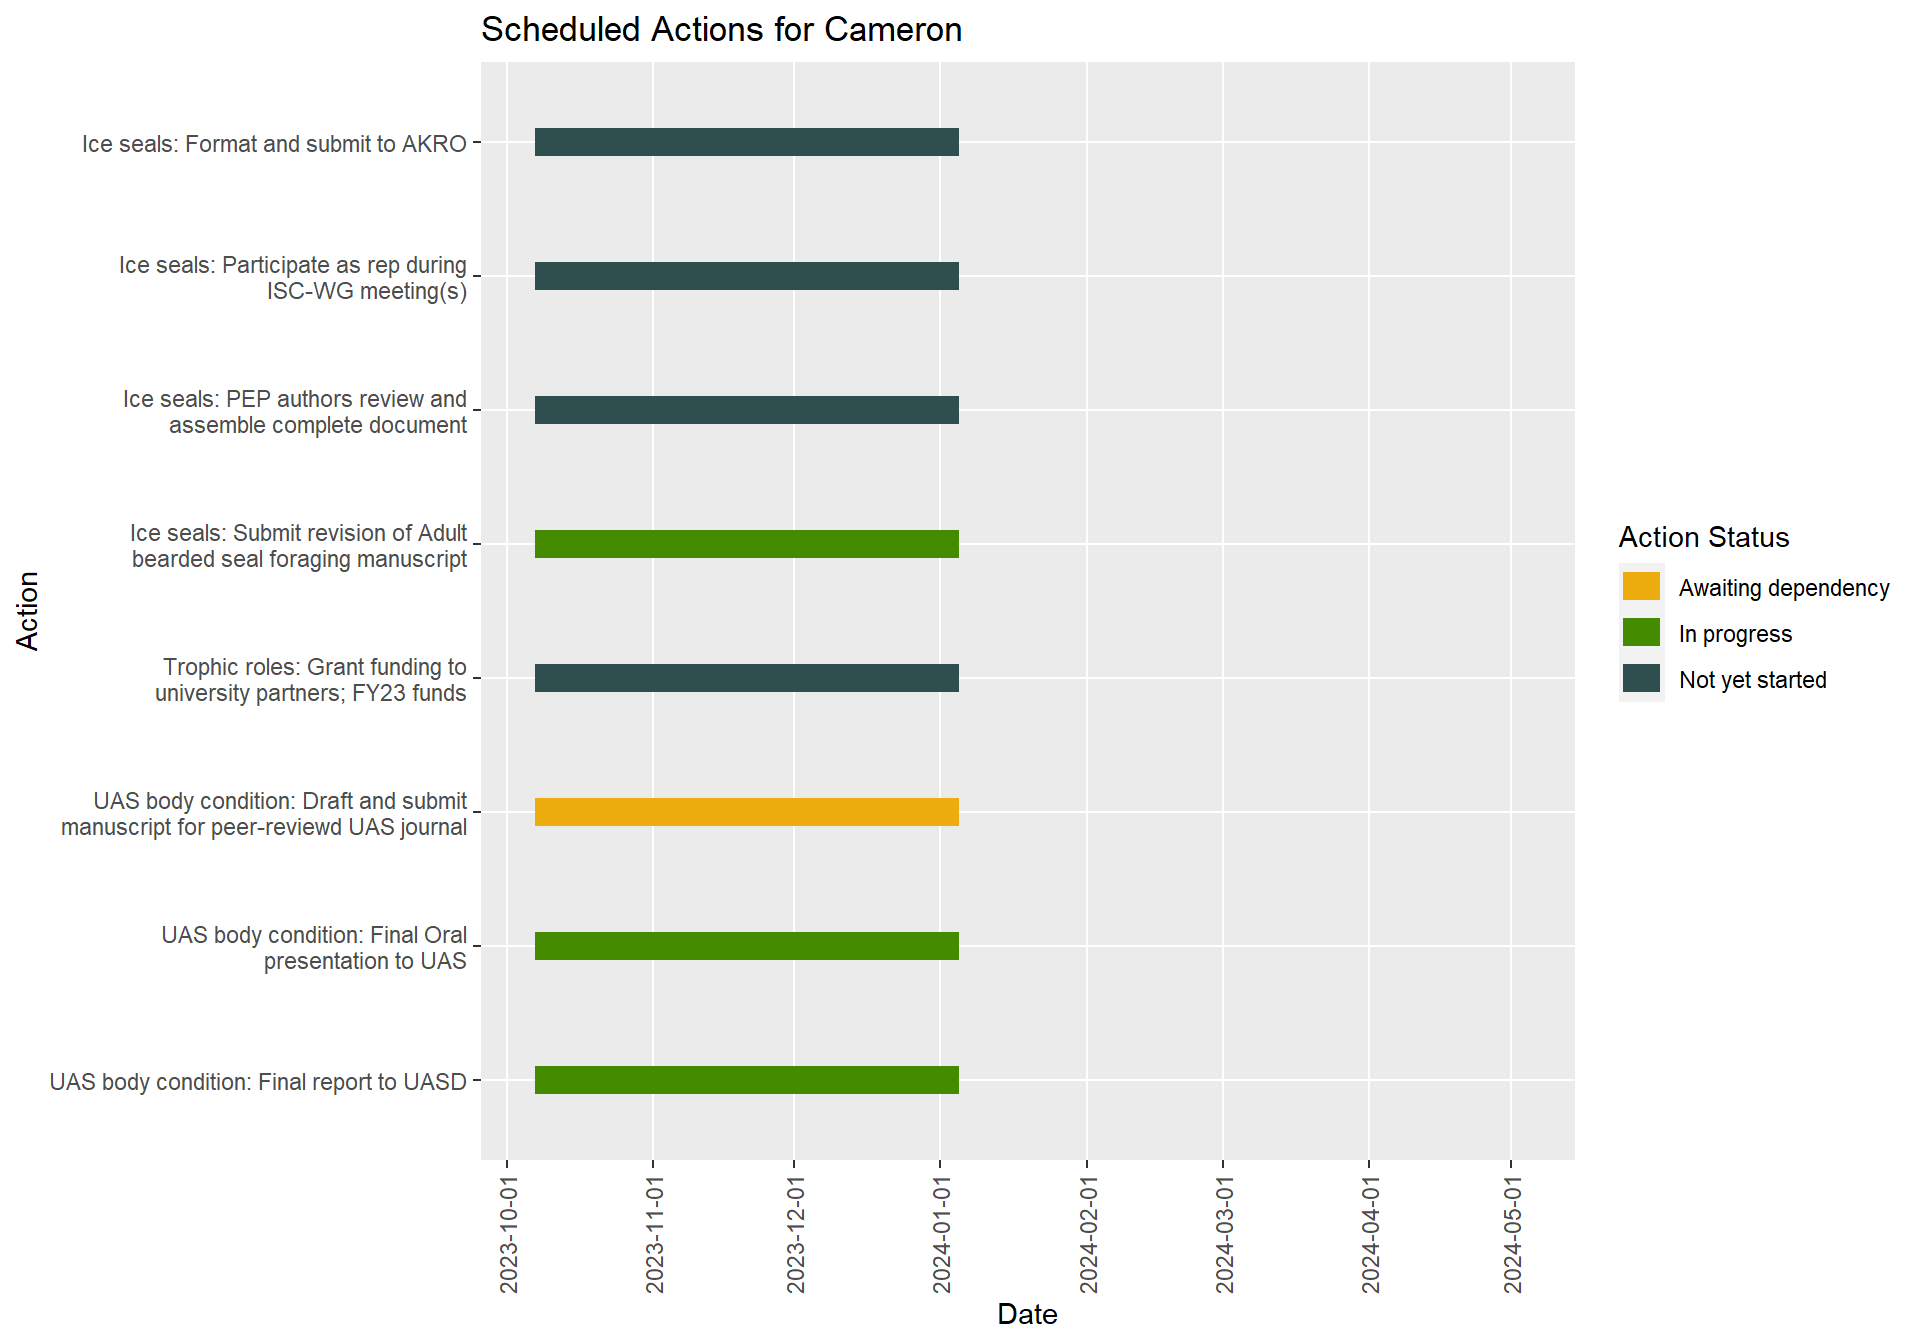 Scheduled Actions for Cameron
Ice seals: Format and submit to AKRO
Ice seals: Participate as rep during
ISC-WG meeting(s)
Ice seals: PEP authors review and
assemble complete document
Ice seals: Submit revision of Adult
bearded seal foraging manuscript
Trophic roles: Grant funding to
university partners; FY23 funds
UAS body condition: Draft and submit
manuscript for peer-reviewd UAS journal
UAS body condition: Final Oral
presentation to UAS
UAS body condition: Final report to UASD
Action
2023-10-01
2023-11-01
2023-12-01
2024-01-01
2024-02-01
2024-03-01
2024-04-01
2024-05-01
Date
Action Status
Awaiting dependency
In progress
Not yet started